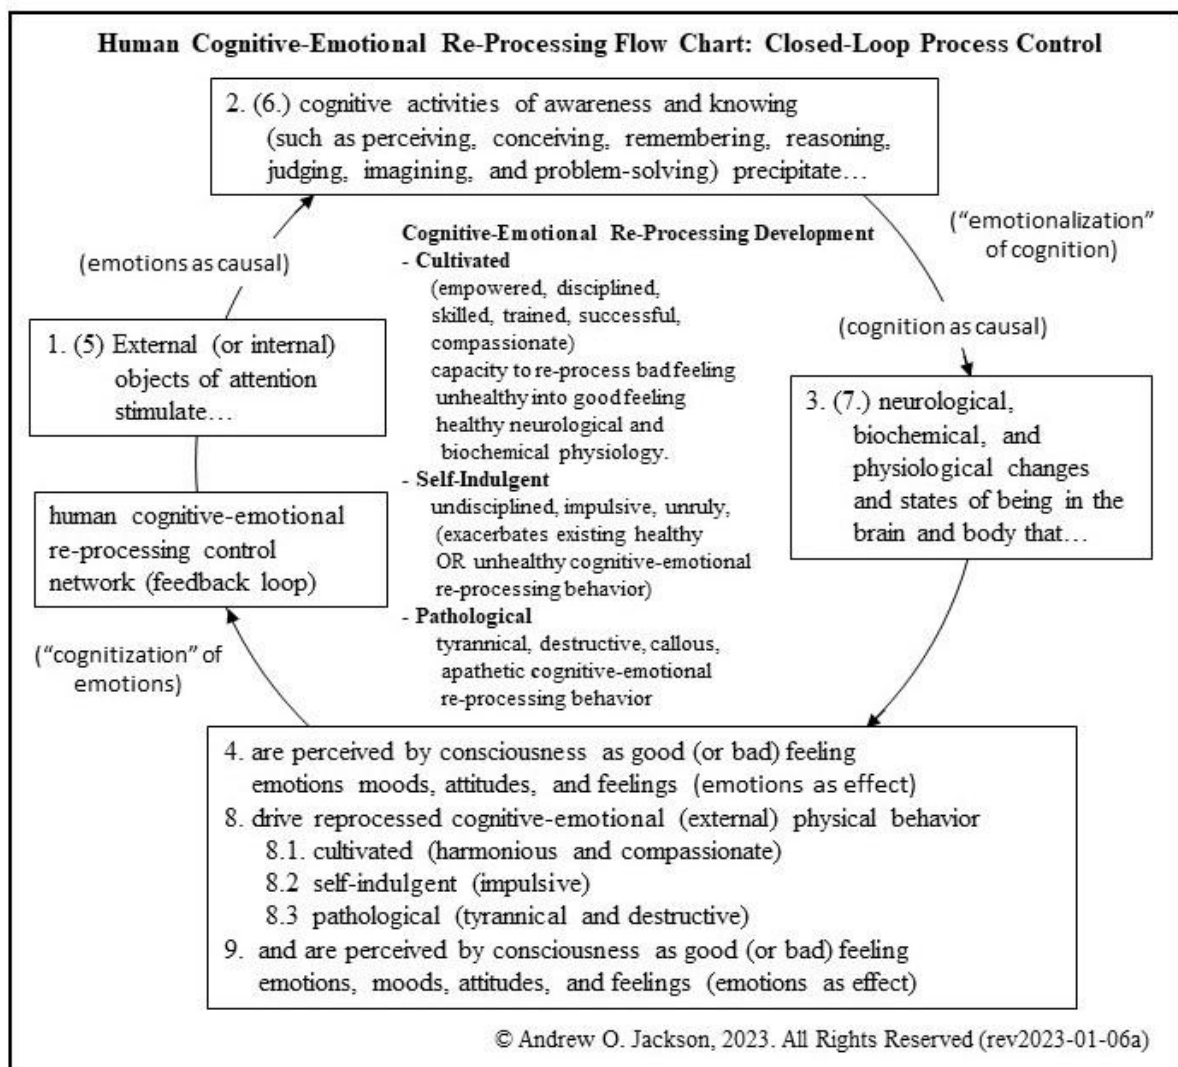 Human Cognitive-Emotional Re-Processing Flow Chart: Closed-Loop Process Control
2. (6.) cognitive activities of awareness and knowing
(such as perceiving, conceiving, remembering, reasoning,
judging, imagining, and problem-solving) precipitate…
(“emotionalization”
of cognition)
(emotions as causal)
(cognition as causal)
1. (5) External (or internal)
objects of attention
stimulate…
Cognitive-Emotional Re-Processing Development
- Cultivated
(empowered, disciplined,
skilled, trained, successful,
compassionate)
capacity to re-process bad feeling
unhealthy into good feeling
healthy neurological and
biochemical physiology.
- Self-Indulgent
undisciplined, impulsive, unruly,
(exacerbates existing healthy
OR unhealthy cognitive-emotional
re-processing behavior)
- Pathological
tyrannical, destructive, callous,
apathetic cognitive-emotional
re-processing behavior
3. (7.) neurological,
biochemical, and
physiological changes
and states of being in the
brain and body that…
human cognitive-emotional
re-processing control
network (feedback loop)
(“cognitization” of
emotions)
4. are perceived by consciousness as good (or bad) feeling
emotions moods, attitudes, and feelings (emotions as effect)
8. drive reprocessed cognitive-emotional (external) physical behavior
8.1. cultivated (harmonious and compassionate)
8.2 self-indulgent (impulsive)
8.3 pathological (tyrannical and destructive)
9. and are perceived by consciousness as good (or bad) feeling
emotions, moods, attitudes, and feelings (emotions as effect)
© Andrew O. Jackson, 2023. All Rights Reserved (rev2023-01-06a)